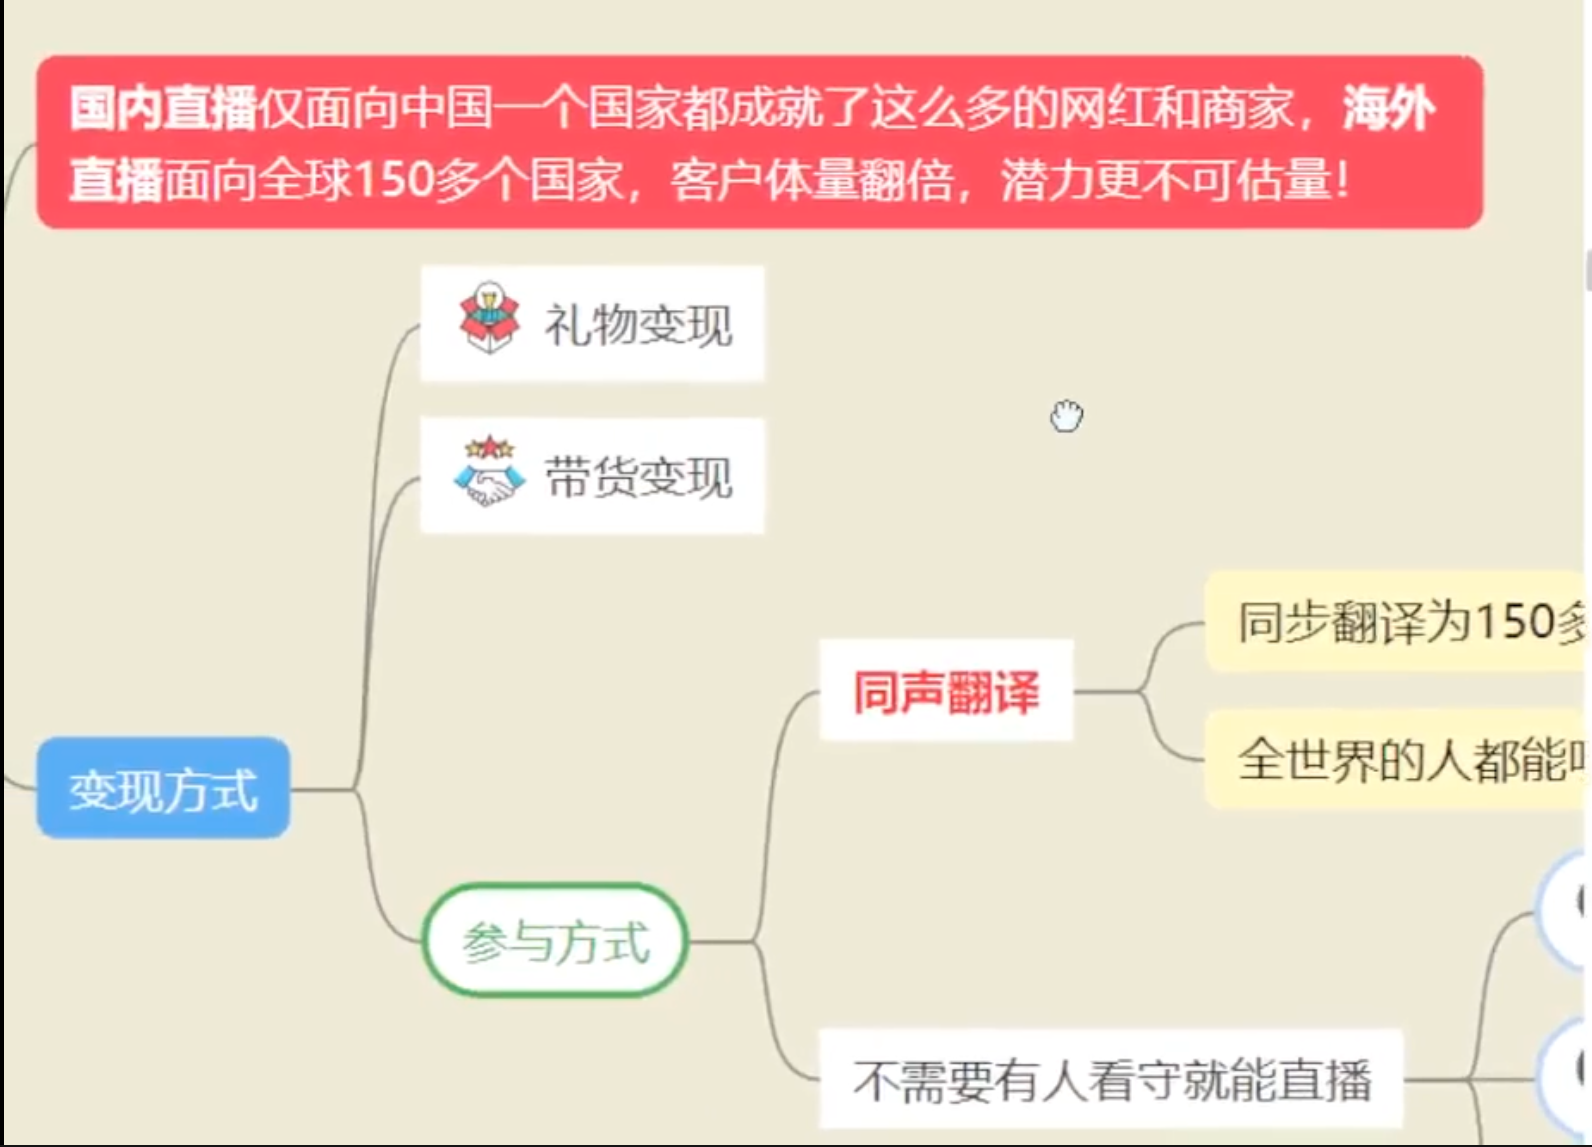 国内直播仅面向中国一个国家都成就了这么多的网红和商家，海外
直播面向全球150多个国家，客户体量翻倍，潜力更不可估量！
礼物变现
带货变现
同步翻译为150多
同声翻译
全世界的人都能
变现方式
参与方式
不需要有人看守就能直播